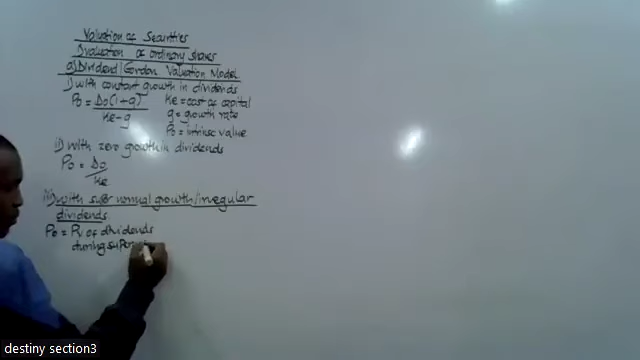 Valuation of Securities
Evaluation of ordinary shares
a) Dividend/Gordon Valuation Model
i) with constant growth in dividends
Po = Do(1+g) Ke = cost of capital
Ke-g g = growth rate
Po = intrinsic value
ii) with zero growth in dividends
Po = Do
Ke
iii) with super normal growth/irregular
dividends
Po = Pv of dividends
during
destiny section3